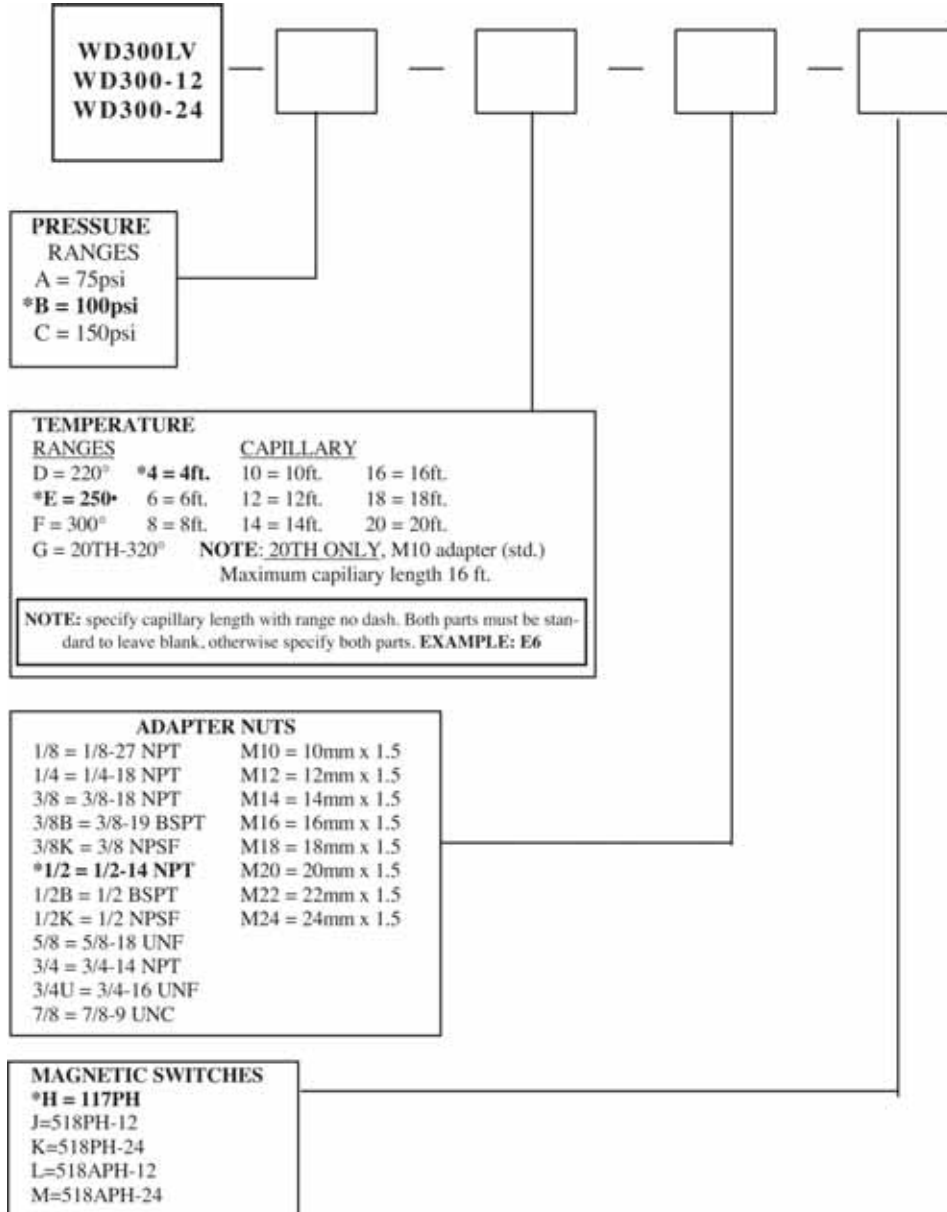 WD300LV
WD300-12
WD300-24
PRESSURE
RANGES
A = 75psi
*B = 100psi
C = 150psi
TEMPERATURE
RANGES CAPILLARY
D = 220° *4 = 4ft. 10 = 10ft. 16 = 16ft.
*E = 250• 6 = 6ft. 12 = 12ft. 18 = 18ft.
F = 300° 8 = 8ft. 14 = 14ft. 20 = 20ft.
G = 20TH-320° NOTE: 20TH ONLY, M10 adapter (std.)
Maximum capiliary length 16 ft.
NOTE: specify capillary length with range no dash. Both parts must be stan-
dard to leave blank, otherwise specify both parts. EXAMPLE: E6
ADAPTER NUTS
1/8 = 1/8-27 NPT M10 = 10mm x 1.5
1/4 = 1/4-18 NPT M12 = 12mm x 1.5
3/8 = 3/8-18 NPT M14 = 14mm x 1.5
3/8B = 3/8-19 BSPT M16 = 16mm x 1.5
3/8K = 3/8 NPSF M18 = 18mm x 1.5
*1/2 = 1/2-14 NPT M20 = 20mm x 1.5
1/2B = 1/2 BSPT M22 = 22mm x 1.5
1/2K = 1/2 NPSF M24 = 24mm x 1.5
5/8 = 5/8-18 UNF
3/4 = 3/4-14 NPT
3/4U = 3/4-16 UNF
7/8 = 7/8-9 UNC
MAGNETIC SWITCHES
*H = 117PH
J=518PH-12
K=518PH-24
L=518APH-12
M=518APH-24